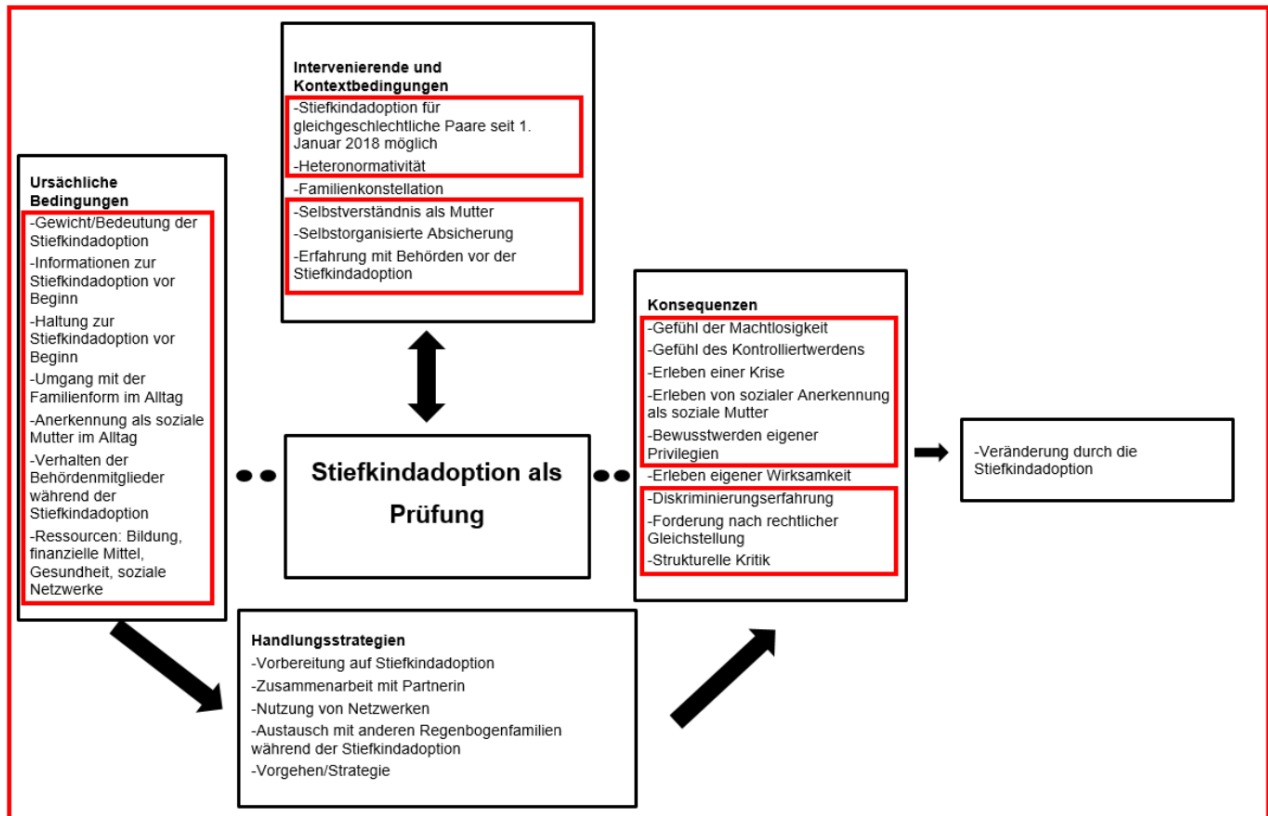 Intervenierende und
Kontextbedingungen
-Stiefkindadoption für
gleichgeschlechtliche Paare seit 1.
Januar 2018 möglich
-Heteronormativität
-Familienkonstellation
-Selbstverständnis als Mutter
-Selbstorganisierte Absicherung
-Erfahrung mit Behörden vor der
Stiefkindadoption
Ursächliche
Bedingungen
-Gewicht/Bedeutung der
Stiefkindadoption
-Informationen zur
Stiefkindadoption vor
Beginn
-Haltung zur
Stiefkindadoption vor
Beginn
-Umgang mit der
Familienform im Alltag
-Anerkennung als soziale
Mutter im Alltag
-Verhalten der
Behördenmitglieder
während der
Stiefkindadoption
-Ressourcen: Bildung,
finanzielle Mittel,
Gesundheit, soziale
Netzwerke
Stiefkindadoption als
Prüfung
Konsequenzen
-Gefühl der Machtlosigkeit
-Gefühl des Kontrolliertwerdens
-Erleben einer Krise
-Erleben von sozialer Anerkennung
als soziale Mutter
-Bewusstwerden eigener
Privilegien
-Erleben eigener Wirksamkeit
-Diskriminierungserfahrung
-Forderung nach rechtlicher
Gleichstellung
-Strukturelle Kritik
-Veränderung durch die
Stiefkindadoption
Handlungsstrategien
-Vorbereitung auf Stiefkindadoption
-Zusammenarbeit mit Partnerin
-Nutzung von Netzwerken
-Austausch mit anderen Regenbogenfamilien
während der Stiefkindadoption
-Vorgehen/Strategie